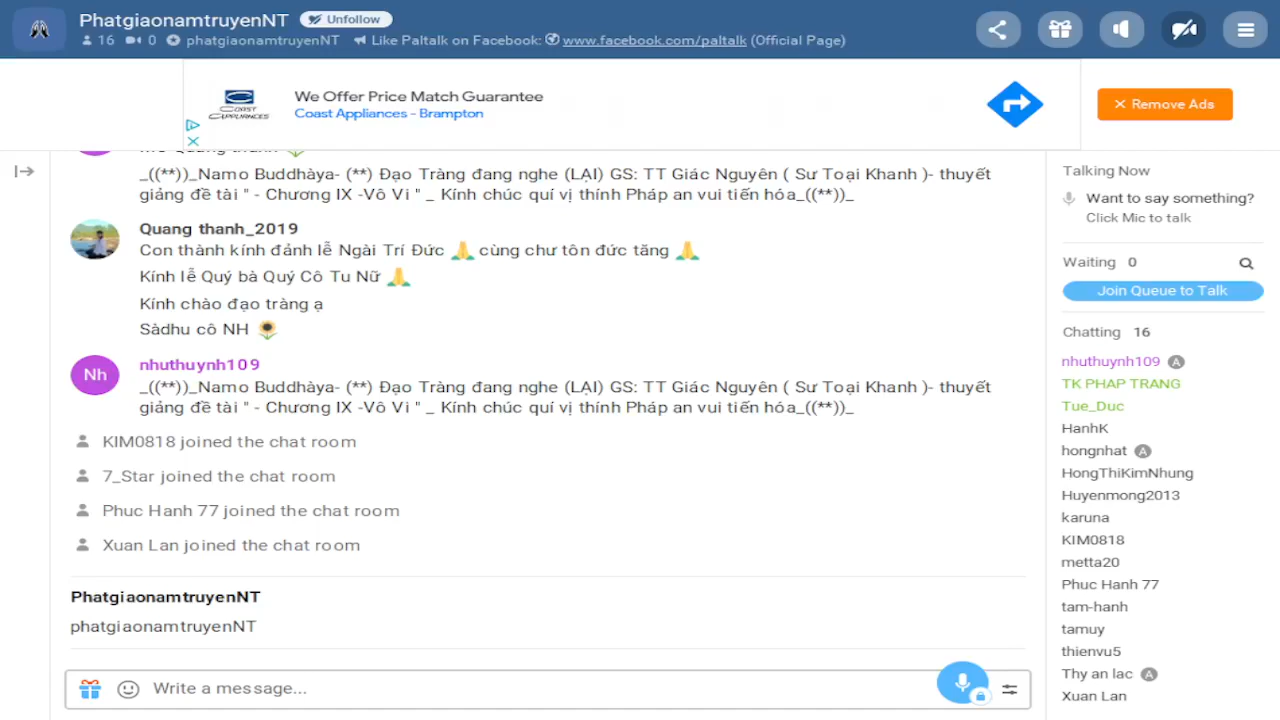 PhatgiaonamtruyenNT Unfollow
16 0 phatgiaonamtruyenNT Like Paltalk on Facebook: www.facebook.com/paltalk (Official Page)
COAST APPLIANCES
We Offer Price Match Guarantee
Coast Appliances - Brampton
Remove Ads
_((**))_Namo Buddhàya- (**) Đạo Tràng đang nghe (LẠI) GS: TT Giác Nguyên ( Sư Toại Khanh )- thuyết
giảng đề tài " - Chương IX -Vô Vi " _ Kính chúc quí vị thính Pháp an vui tiến hóa_((**))_
Quang thanh_2019
Con thành kính đảnh lễ Ngài Trí Đức 🙏 cùng chư tôn đức tăng 🙏
Kính lễ Quý bà Quý Cô Tu Nữ 🙏
Kính chào đạo tràng ạ
Sàdhu cô NH 🌻
Nh
nhuthuynh109
_((**))_Namo Buddhàya- (**) Đạo Tràng đang nghe (LẠI) GS: TT Giác Nguyên ( Sư Toại Khanh )- thuyết
giảng đề tài " - Chương IX -Vô Vi " _ Kính chúc quí vị thính Pháp an vui tiến hóa_((**))_
KIM0818 joined the chat room
7_Star joined the chat room
Phuc Hanh 77 joined the chat room
Xuan Lan joined the chat room
PhatgiaonamtruyenNT
phatgiaonamtruyenNT
Write a message...
Talking Now
Want to say something?
Click Mic to talk
Waiting 0
Join Queue to Talk
Chatting 16
nhuthuynh109 A
TK PHAP TRANG
Tue_Duc
HanhK
hongnhat A
HongThiKimNhung
Huyenmong2013
karuna
KIM0818
metta20
Phuc Hanh 77
tam-hanh
tamuy
thienvu5
Thy an lac A
Xuan Lan